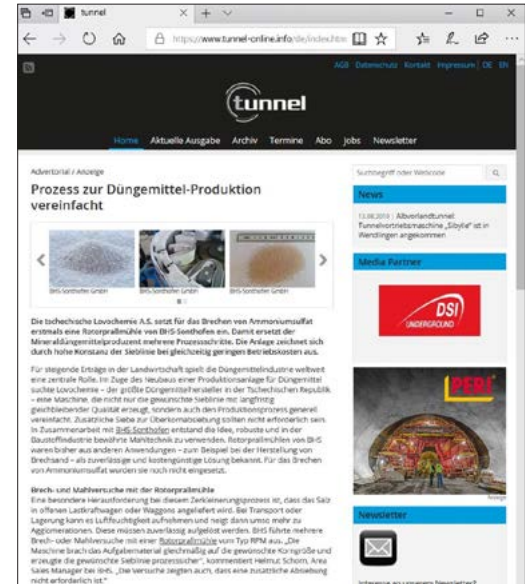 tunnel
https://www.tunnel-online.info/de/index.htm
AGB Datenschutz Kontakt Impressum | DE EN
tunnel
Home Aktuelle Ausgabe Archiv Termine Abo Jobs Newsletter
Advertorial / Anzeige
Prozess zur Düngemittel-Produktion
vereinfacht
BHS-Sonthofen GmbH BHS-Sonthofen GmbH BHS-Sonthofen GmbH
Die tschechische Lovochemie A.S. setzt für das Brechen von Ammoniumsulfat
erstmals eine Rotorprallmühle von BHS-Sonthofen ein. Damit ersetzt der
Mineraldüngemittelproduzent mehrere Prozessschritte. Die Anlage zeichnet sich
durch hohe Konstanz der Sieblinie bei gleichzeitig geringen Betriebskosten aus.
Für steigende Erträge in der Landwirtschaft spielt die Düngemittelindustrie weltweit
eine zentrale Rolle. Im Zuge des Neubaus einer Produktionsanlage für Düngemittel
suchte Lovochemie – der größte Düngemittelhersteller in der Tschechischen Republik
– eine Maschine, die nicht nur die gewünschte Sieblinie mit langfristig
gleichbleibender Qualität erzeugt, sondern auch den Produktionsprozess generell
vereinfacht. Zusätzliche Siebe zur Überkornabsiebung sollten nicht erforderlich sein.
In Zusammenarbeit mit BHS-Sonthofen entstand die Idee, robuste und in der
Baustoffindustrie bewährte Mahltechnik zu verwenden. Rotorprallmühlen von BHS
waren bisher aus anderen Anwendungen – zum Beispiel bei der Herstellung von
Brechsand – als zuverlässige und kostengünstige Lösung bekannt. Für das Brechen
von Ammoniumsulfat wurden sie noch nicht eingesetzt.
Brech- und Mahlversuche mit der Rotorprallmühle
Eine besondere Herausforderung bei diesem Zerkleinerungsprozess ist, dass das Salz
in offenen Lastkraftwagen oder Waggons angeliefert wird. Bei Transport oder
Lagerung kann es Luftfeuchtigkeit aufnehmen und neigt dann umso mehr zu
Agglomerationen. Diese müssen zuverlässig aufgelöst werden. BHS führte mehrere
Brech- oder Mahlversuche mit einer Rotorprallmühle vom Typ RPM aus. „Die
Maschine brach das Aufgabematerial gleichmäßig auf die gewünschte Korngröße und
erzeugte die gewünschte Sieblinie prozesssicher“, kommentiert Helmut Schorn, Area
Sales Manager bei BHS. „Die Versuche zeigten auch, dass eine zusätzliche Absiebung
nicht erforderlich ist.“
Suchbegriff oder Webcode
News
13.08.2018 | Albvorlandtunnel:
Tunnelvortriebsmaschine „Sibylle“ ist in
Wendlingen angekommen
Media Partner
DSI
UNDERGROUND
PERI
Anzeige
Newsletter
Interesse an unserem Newsletter?